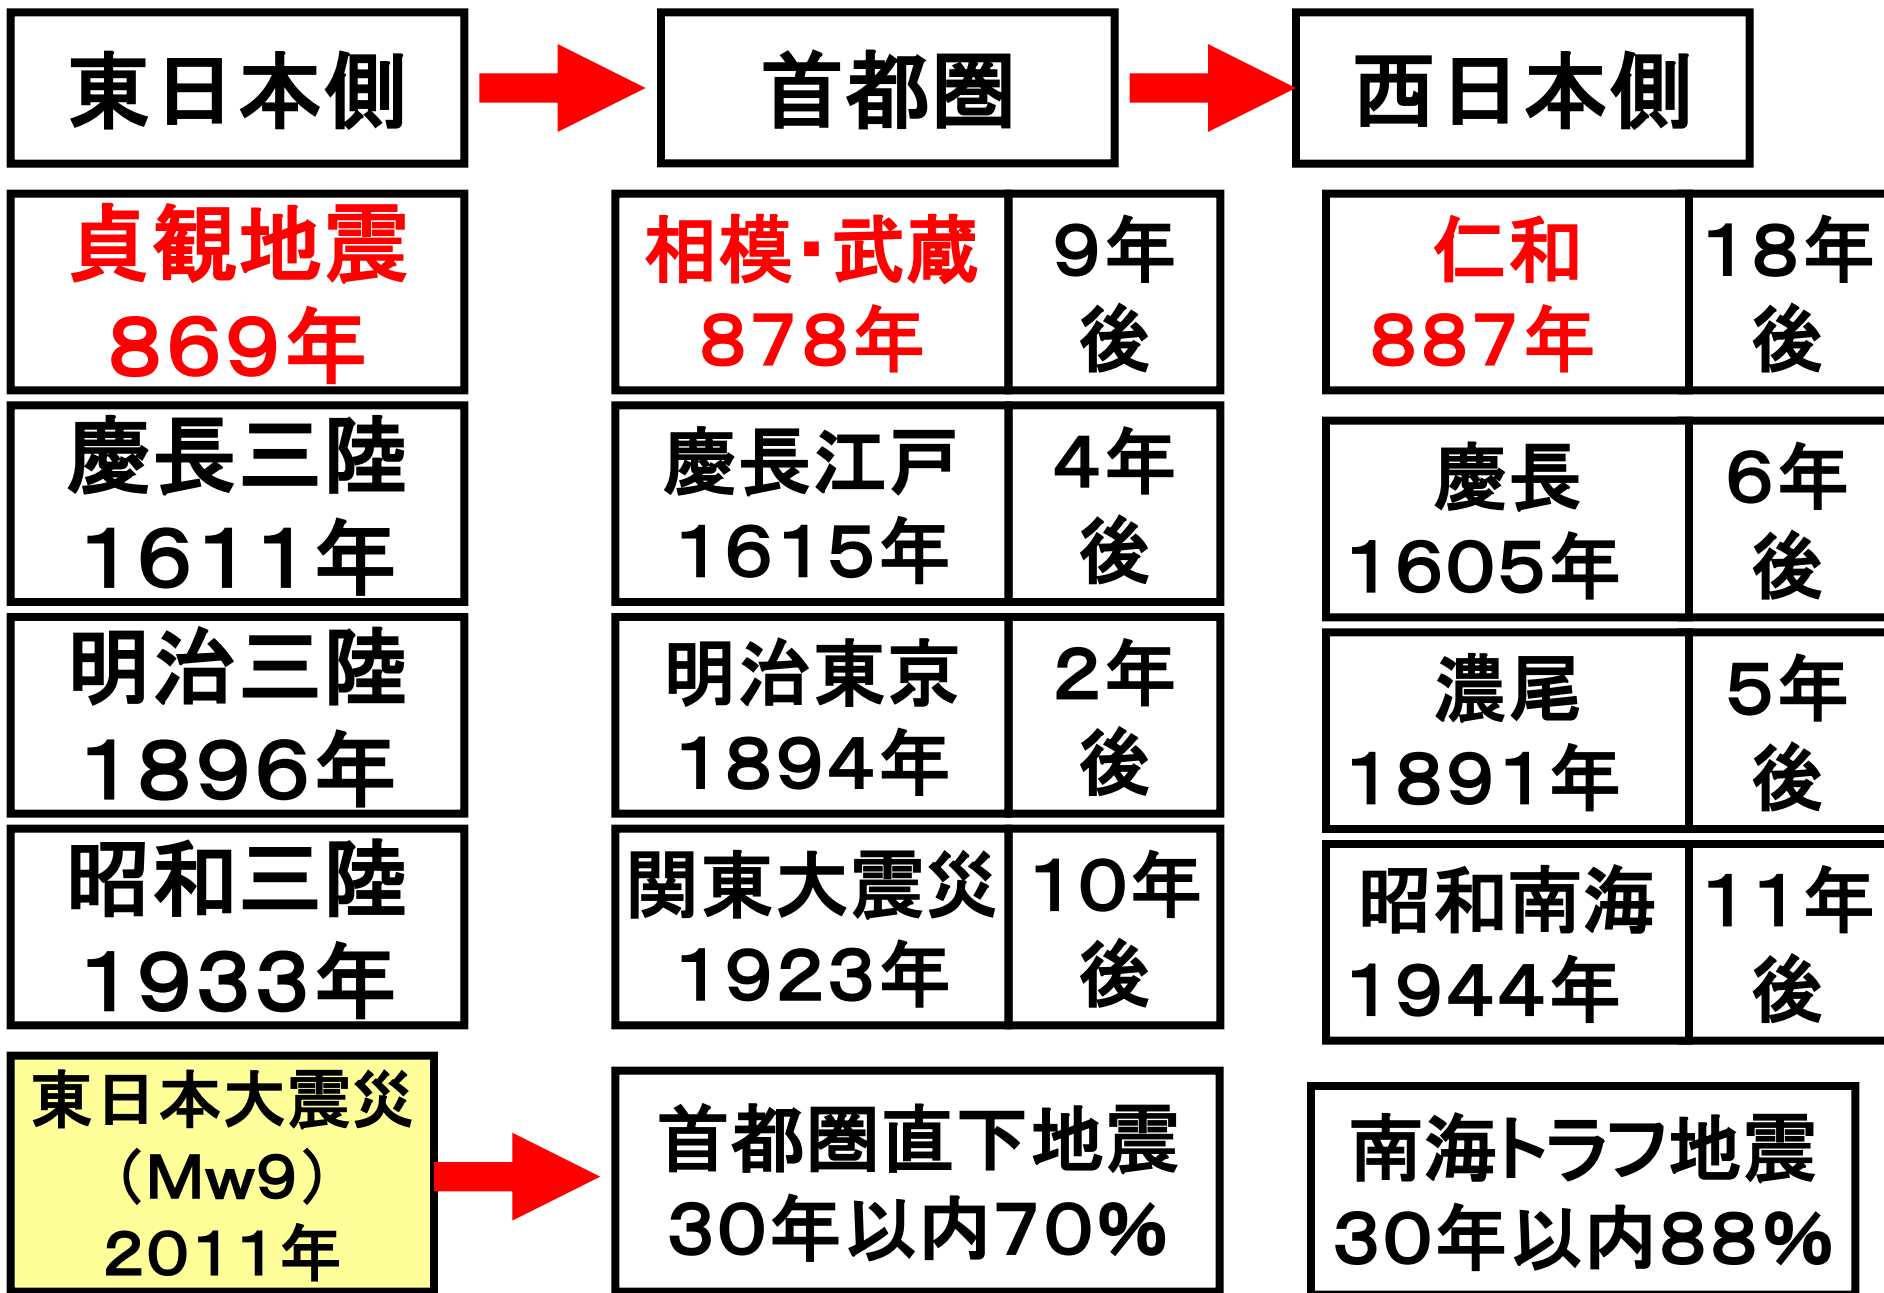 東日本側
首都圏
西日本側
貞観地震
869年
相模・武蔵
878年
9年
後
仁和
887年
18年
後
慶長三陸
1611年
慶長江戸
1615年
4年
後
慶長
1605年
6年
後
明治三陸
1896年
明治東京
1894年
2年
後
濃尾
1891年
5年
後
昭和三陸
1933年
関東大震災
1923年
10年
後
昭和南海
1944年
11年
後
東日本大震災
（Mw9）
2011年
首都圏直下地震
30年以内70%
南海トラフ地震
30年以内88%